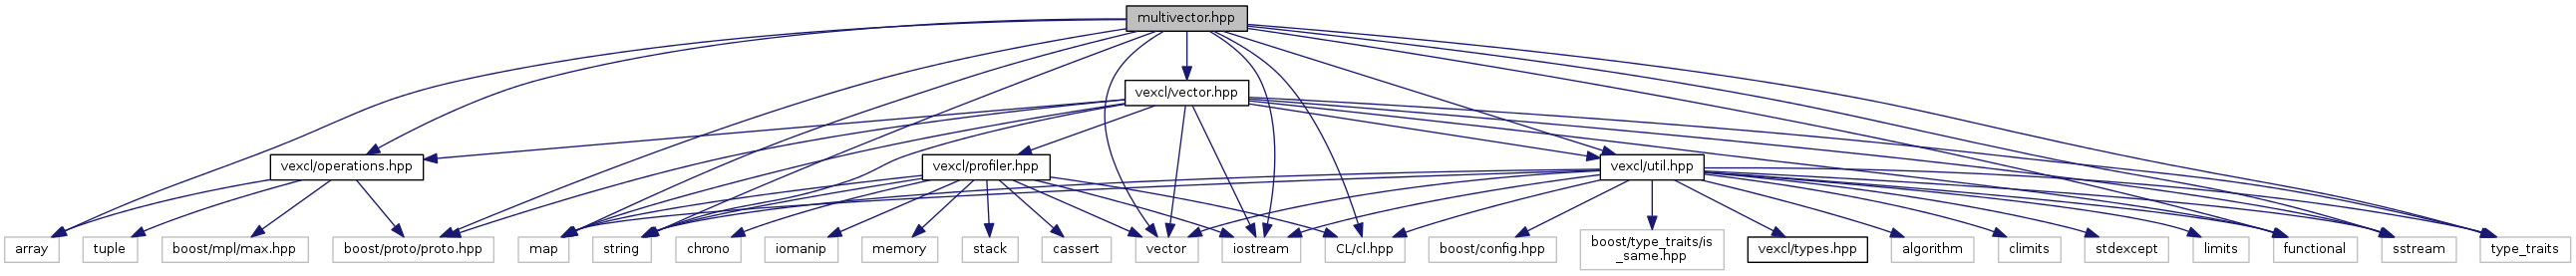 multivector.hpp
vexcl/vector.hpp
vexcl/operations.hpp
vexcl/profiler.hpp
vexcl/util.hpp
array
tuple
boost/mpl/max.hpp
boost/proto/proto.hpp
map
string
chrono
iomanip
memory
stack
cassert
vector
iostream
CL/cl.hpp
boost/config.hpp
boost/type_traits/is
_same.hpp
vexcl/types.hpp
algorithm
climits
stdexcept
limits
functional
sstream
type_traits